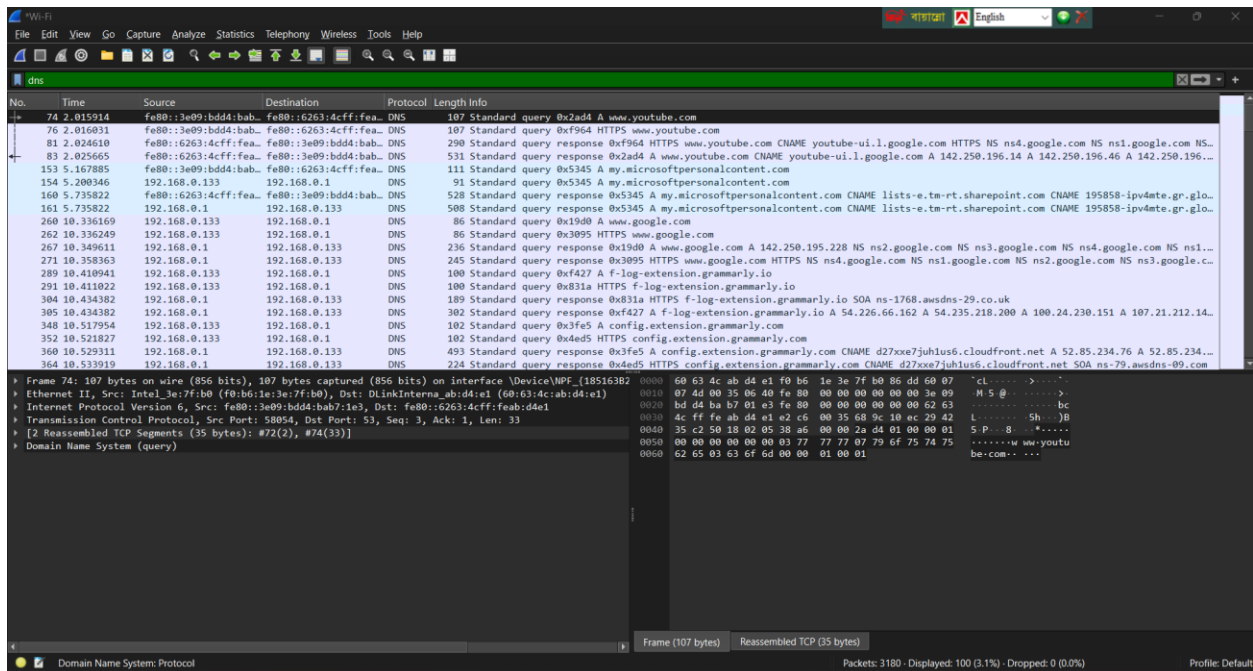 *Wi-Fi
বায়ান্নো English
File Edit View Go Capture Analyze Statistics Telephony Wireless Tools Help
dns
No. Time Source Destination Protocol Length Info
74 2.015914 fe80::3e09:bdd4:bab… fe80::6263:4cff:fea… DNS 107 Standard query 0x2ad4 A www.youtube.com
76 2.016031 fe80::3e09:bdd4:bab… fe80::6263:4cff:fea… DNS 107 Standard query 0xf964 HTTPS www.youtube.com
81 2.024610 fe80::6263:4cff:fea… fe80::3e09:bdd4:bab… DNS 290 Standard query response 0xf964 HTTPS www.youtube.com CNAME youtube-ui.l.google.com HTTPS NS ns4.google.com NS ns1.google.com NS…
83 2.025665 fe80::6263:4cff:fea… fe80::3e09:bdd4:bab… DNS 531 Standard query response 0x2ad4 A www.youtube.com CNAME youtube-ui.l.google.com A 142.250.196.14 A 142.250.196.46 A 142.250.196.…
153 5.167885 fe80::3e09:bdd4:bab… fe80::6263:4cff:fea… DNS 111 Standard query 0x5345 A my.microsoftpersonalcontent.com
154 5.200346 192.168.0.133 192.168.0.1 DNS 91 Standard query 0x5345 A my.microsoftpersonalcontent.com
160 5.735822 fe80::6263:4cff:fea… fe80::3e09:bdd4:bab… DNS 528 Standard query response 0x5345 A my.microsoftpersonalcontent.com CNAME lists-e.tm-rt.sharepoint.com CNAME 195858-ipv4mte.gr.glo…
161 5.735822 192.168.0.1 192.168.0.133 DNS 508 Standard query response 0x5345 A my.microsoftpersonalcontent.com CNAME lists-e.tm-rt.sharepoint.com CNAME 195858-ipv4mte.gr.glo…
260 10.336169 192.168.0.133 192.168.0.1 DNS 86 Standard query 0x19d0 A www.google.com
262 10.336249 192.168.0.133 192.168.0.1 DNS 86 Standard query 0x3095 HTTPS www.google.com
267 10.349611 192.168.0.1 192.168.0.133 DNS 236 Standard query response 0x19d0 A www.google.com A 142.250.195.228 NS ns2.google.com NS ns3.google.com NS ns4.google.com NS ns1.…
271 10.358363 192.168.0.1 192.168.0.133 DNS 245 Standard query response 0x3095 HTTPS www.google.com HTTPS NS ns4.google.com NS ns1.google.com NS ns2.google.com NS ns3.google.c…
289 10.410941 192.168.0.133 192.168.0.1 DNS 100 Standard query 0xf427 A f-log-extension.grammarly.io
291 10.411022 192.168.0.133 192.168.0.1 DNS 100 Standard query 0x831a HTTPS f-log-extension.grammarly.io
304 10.434382 192.168.0.1 192.168.0.133 DNS 189 Standard query response 0x831a HTTPS f-log-extension.grammarly.io SOA ns-1768.awsdns-29.co.uk
305 10.434382 192.168.0.1 192.168.0.133 DNS 302 Standard query response 0xf427 A f-log-extension.grammarly.io A 54.226.66.162 A 54.235.218.200 A 100.24.230.151 A 107.21.212.14…
348 10.517954 192.168.0.133 192.168.0.1 DNS 102 Standard query 0x3fe5 A config.extension.grammarly.com
352 10.521827 192.168.0.133 192.168.0.1 DNS 102 Standard query 0x4ed5 HTTPS config.extension.grammarly.com
360 10.529311 192.168.0.1 192.168.0.133 DNS 493 Standard query response 0x3fe5 A config.extension.grammarly.com CNAME d27xxe7juh1us6.cloudfront.net A 52.85.234.76 A 52.85.234.…
364 10.533919 192.168.0.1 192.168.0.133 DNS 224 Standard query response 0x4ed5 HTTPS config.extension.grammarly.com CNAME d27xxe7juh1us6.cloudfront.net SOA ns-79.awsdns-09.com
Frame 74: 107 bytes on wire (856 bits), 107 bytes captured (856 bits) on interface \Device\NPF_{185163B2
Ethernet II, Src: Intel_3e:7f:b0 (f0:b6:1e:3e:7f:b0), Dst: DLinkInterna_ab:d4:e1 (60:63:4c:ab:d4:e1)
Internet Protocol Version 6, Src: fe80::3e09:bdd4:bab7:1e3, Dst: fe80::6263:4cff:feab:d4e1
Transmission Control Protocol, Src Port: 58054, Dst Port: 53, Seq: 3, Ack: 1, Len: 33
[2 Reassembled TCP Segments (35 bytes): #72(2), #74(33)]
Domain Name System (query)
0000 60 63 4c ab d4 e1 f0 b6 1e 3e 7f b0 86 dd 60 07 `cL····· ·>····`·
0010 07 4d 00 35 06 40 fe 80 00 00 00 00 00 00 3e 09 ·M·5·@·· ······>·
0020 bd d4 ba b7 01 e3 fe 80 00 00 00 00 00 00 62 63 ········ ······bc
0030 4c ff fe ab d4 e1 e2 c6 00 35 68 9c 10 ec 29 42 L······· ·5h···)B
0040 35 c2 50 18 02 05 38 a6 00 00 2a d4 01 00 00 01 5·P···8· ··*·····
0050 00 00 00 00 00 00 03 77 77 77 07 79 6f 75 74 75 ·······w ww·youtu
0060 62 65 03 63 6f 6d 00 00 01 00 01 be·com·· ···
Frame (107 bytes) Reassembled TCP (35 bytes)
Domain Name System: Protocol Packets: 3180 · Displayed: 100 (3.1%) · Dropped: 0 (0.0%) Profile: Default